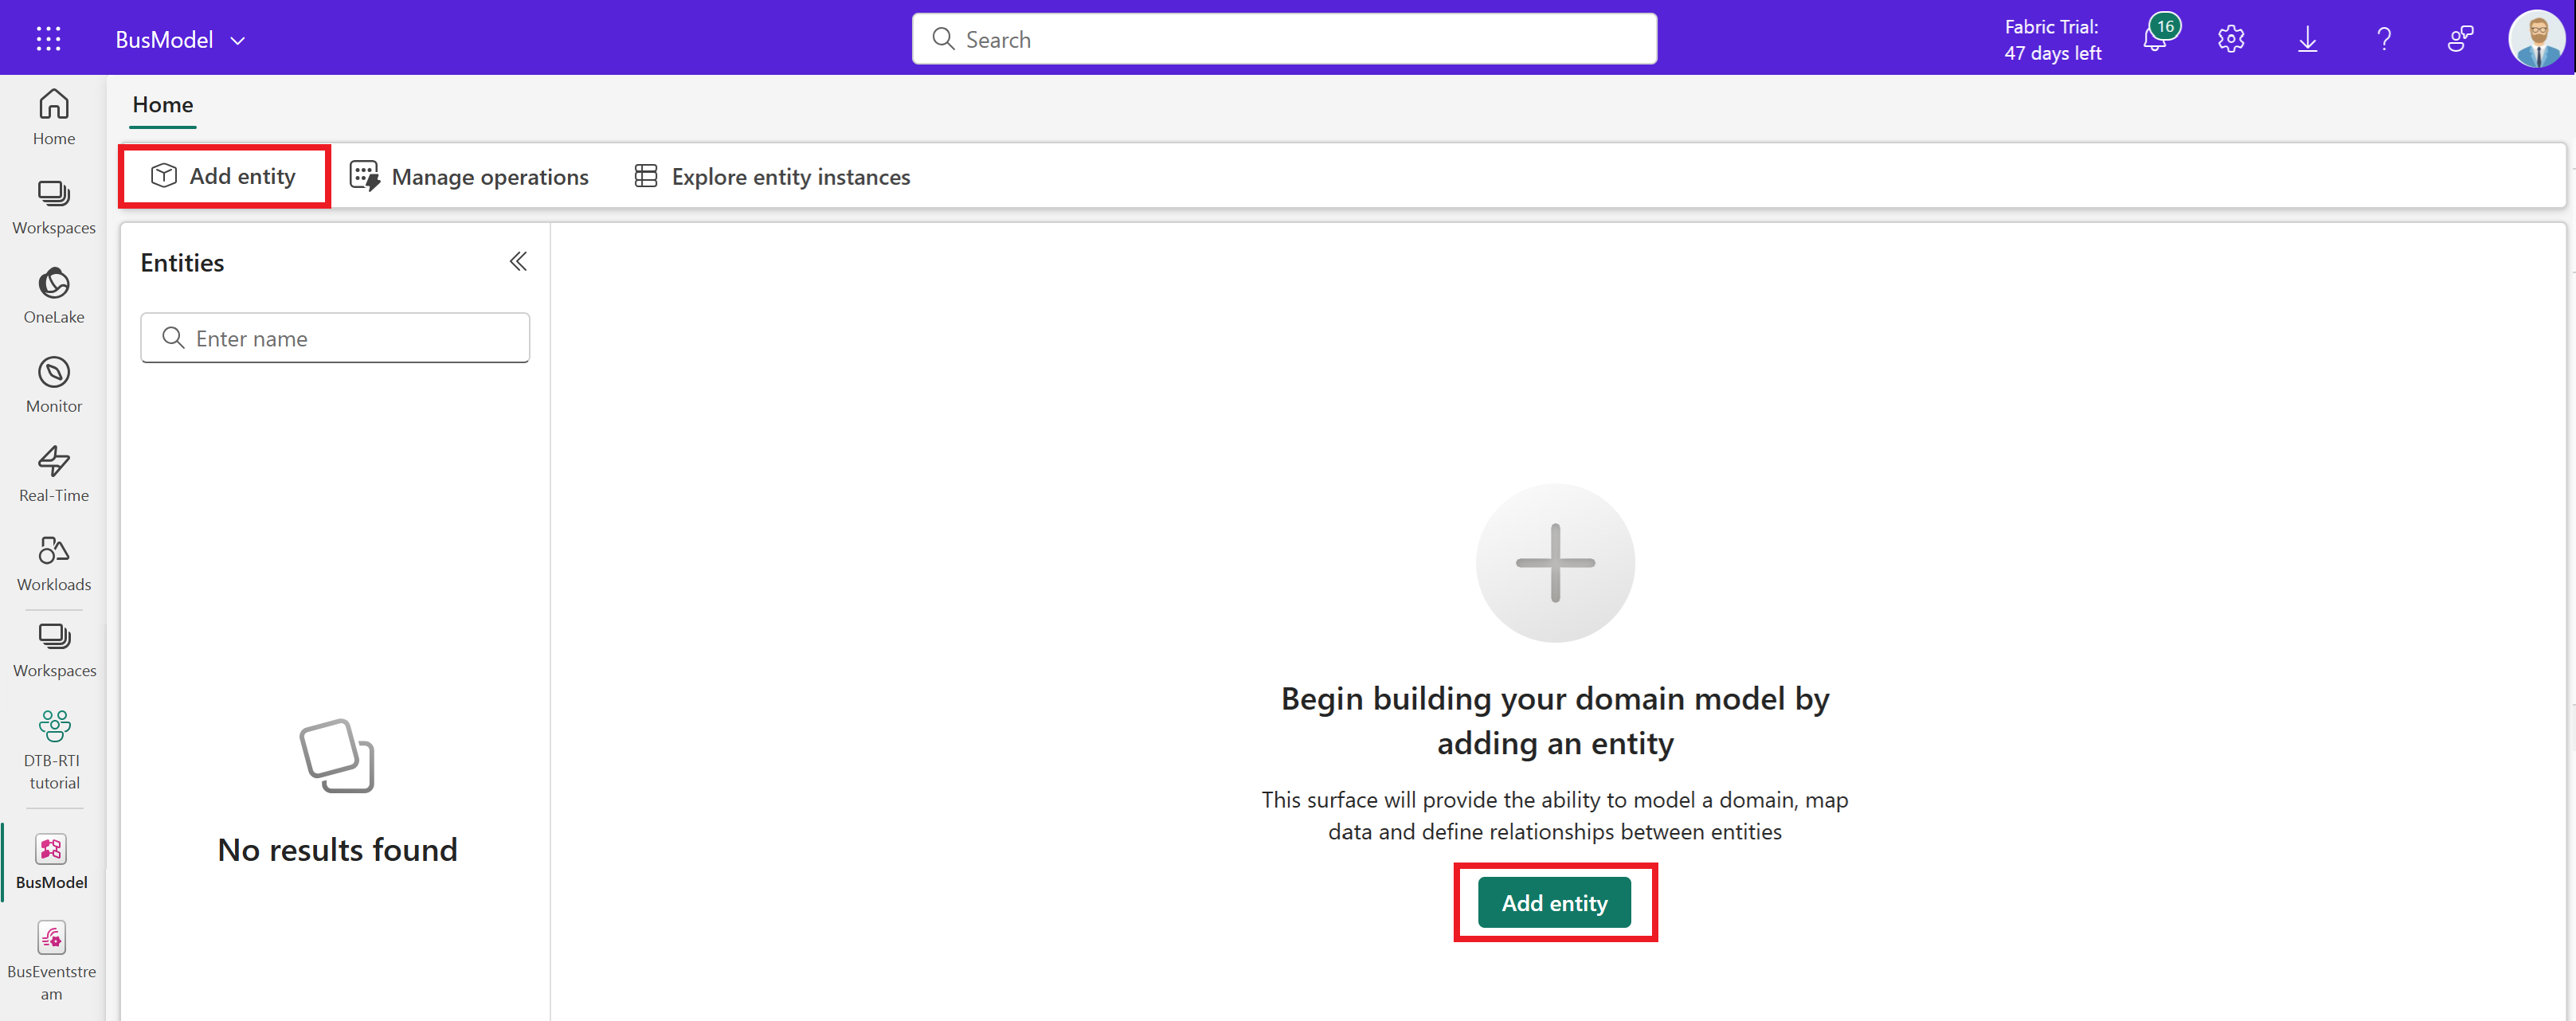 BusModel
Search
Fabric Trial:
47 days left
16
Home
Workspaces
OneLake
Monitor
Real-Time
Workloads
Workspaces
DTB-RTI
tutorial
BusModel
BusEventstre
am
Home
Add entity
Manage operations
Explore entity instances
Entities
Enter name
No results found
Begin building your domain model by
adding an entity
This surface will provide the ability to model a domain, map
data and define relationships between entities
Add entity